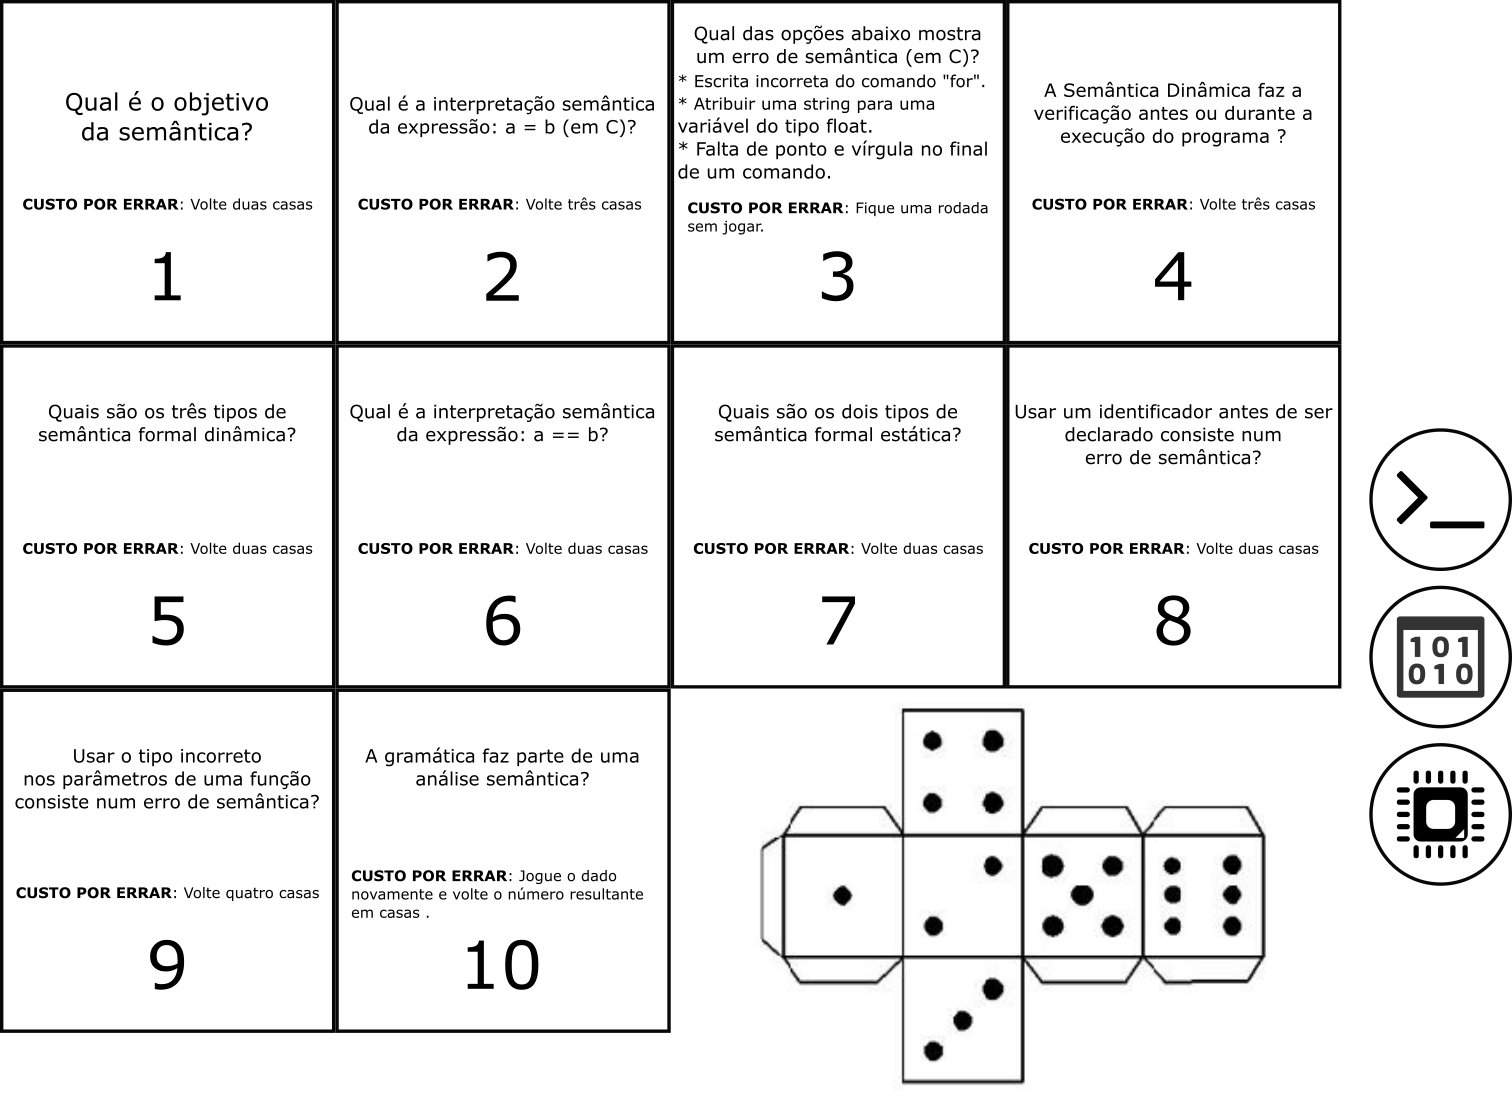 Qual é o objetivo
da semântica?
CUSTO POR ERRAR: Volte duas casas
1
Qual é a interpretação semântica
da expressão: a = b (em C)?
CUSTO POR ERRAR: Volte três casas
2
Qual das opções abaixo mostra
um erro de semântica (em C)?
* Escrita incorreta do comando "for".
* Atribuir uma string para uma
variável do tipo float.
* Falta de ponto e vírgula no final
de um comando.
CUSTO POR ERRAR: Fique uma rodada
sem jogar.
3
A Semântica Dinâmica faz a
verificação antes ou durante a
execução do programa ?
CUSTO POR ERRAR: Volte três casas
4
Quais são os três tipos de
semântica formal dinâmica?
CUSTO POR ERRAR: Volte duas casas
5
Qual é a interpretação semântica
da expressão: a == b?
CUSTO POR ERRAR: Volte duas casas
6
Quais são os dois tipos de
semântica formal estática?
CUSTO POR ERRAR: Volte duas casas
7
Usar um identificador antes de ser
declarado consiste num
erro de semântica?
CUSTO POR ERRAR: Volte duas casas
8
Usar o tipo incorreto
nos parâmetros de uma função
consiste num erro de semântica?
CUSTO POR ERRAR: Volte quatro casas
9
A gramática faz parte de uma
análise semântica?
CUSTO POR ERRAR: Jogue o dado
novamente e volte o número resultante
em casas .
10
>_
101
010